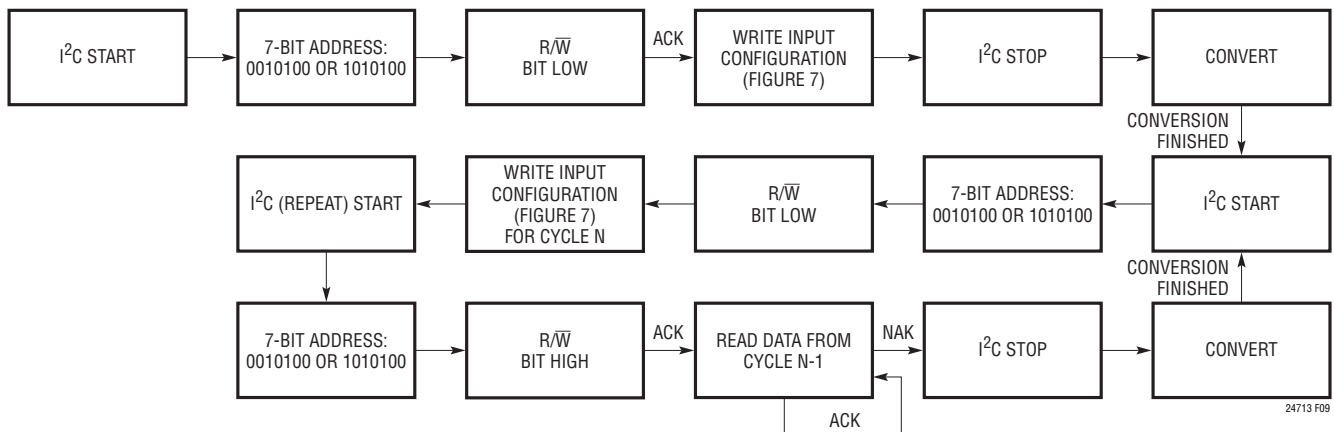 I²C START
7-BIT ADDRESS:
0010100 OR 1010100
R/W̅
BIT LOW
ACK
WRITE INPUT
CONFIGURATION
(FIGURE 7)
I²C STOP
CONVERT
CONVERSION
FINISHED
I²C (REPEAT) START
WRITE INPUT
CONFIGURATION
(FIGURE 7)
FOR CYCLE N
R/W̅
BIT LOW
7-BIT ADDRESS:
0010100 OR 1010100
I²C START
CONVERSION
FINISHED
7-BIT ADDRESS:
0010100 OR 1010100
R/W̅
BIT HIGH
ACK
READ DATA FROM
CYCLE N-1
NAK
I²C STOP
CONVERT
ACK
24713 F09